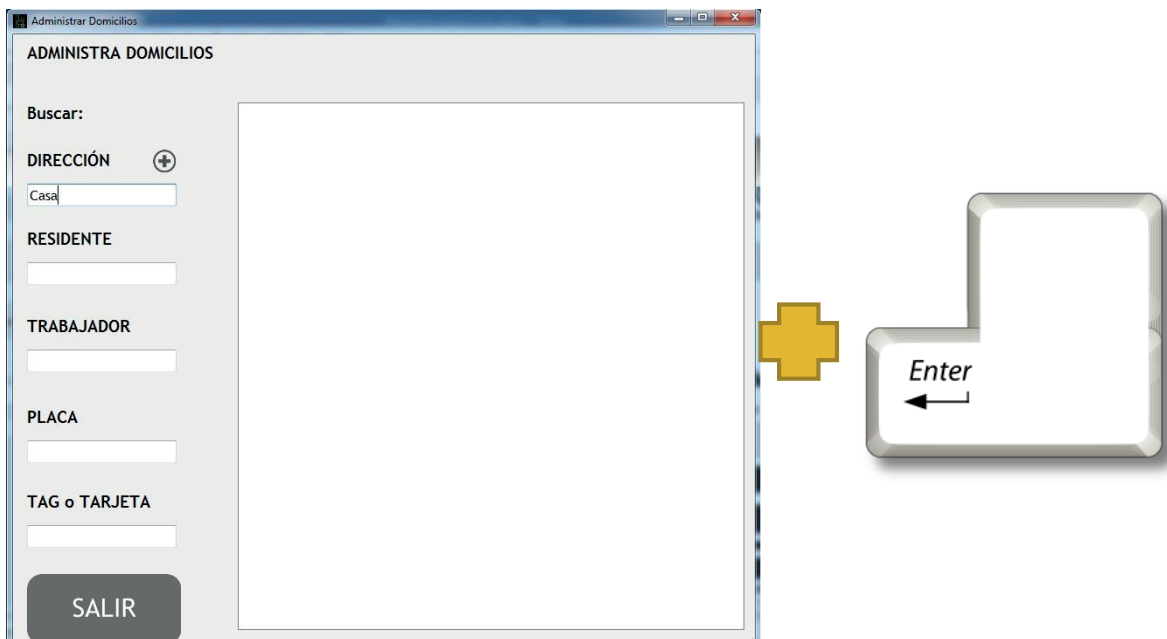 Administrar Domicilios
ADMINISTRA DOMICILIOS
Buscar:
DIRECCIÓN
Casa
RESIDENTE
TRABAJADOR
PLACA
TAG o TARJETA
SALIR
Enter